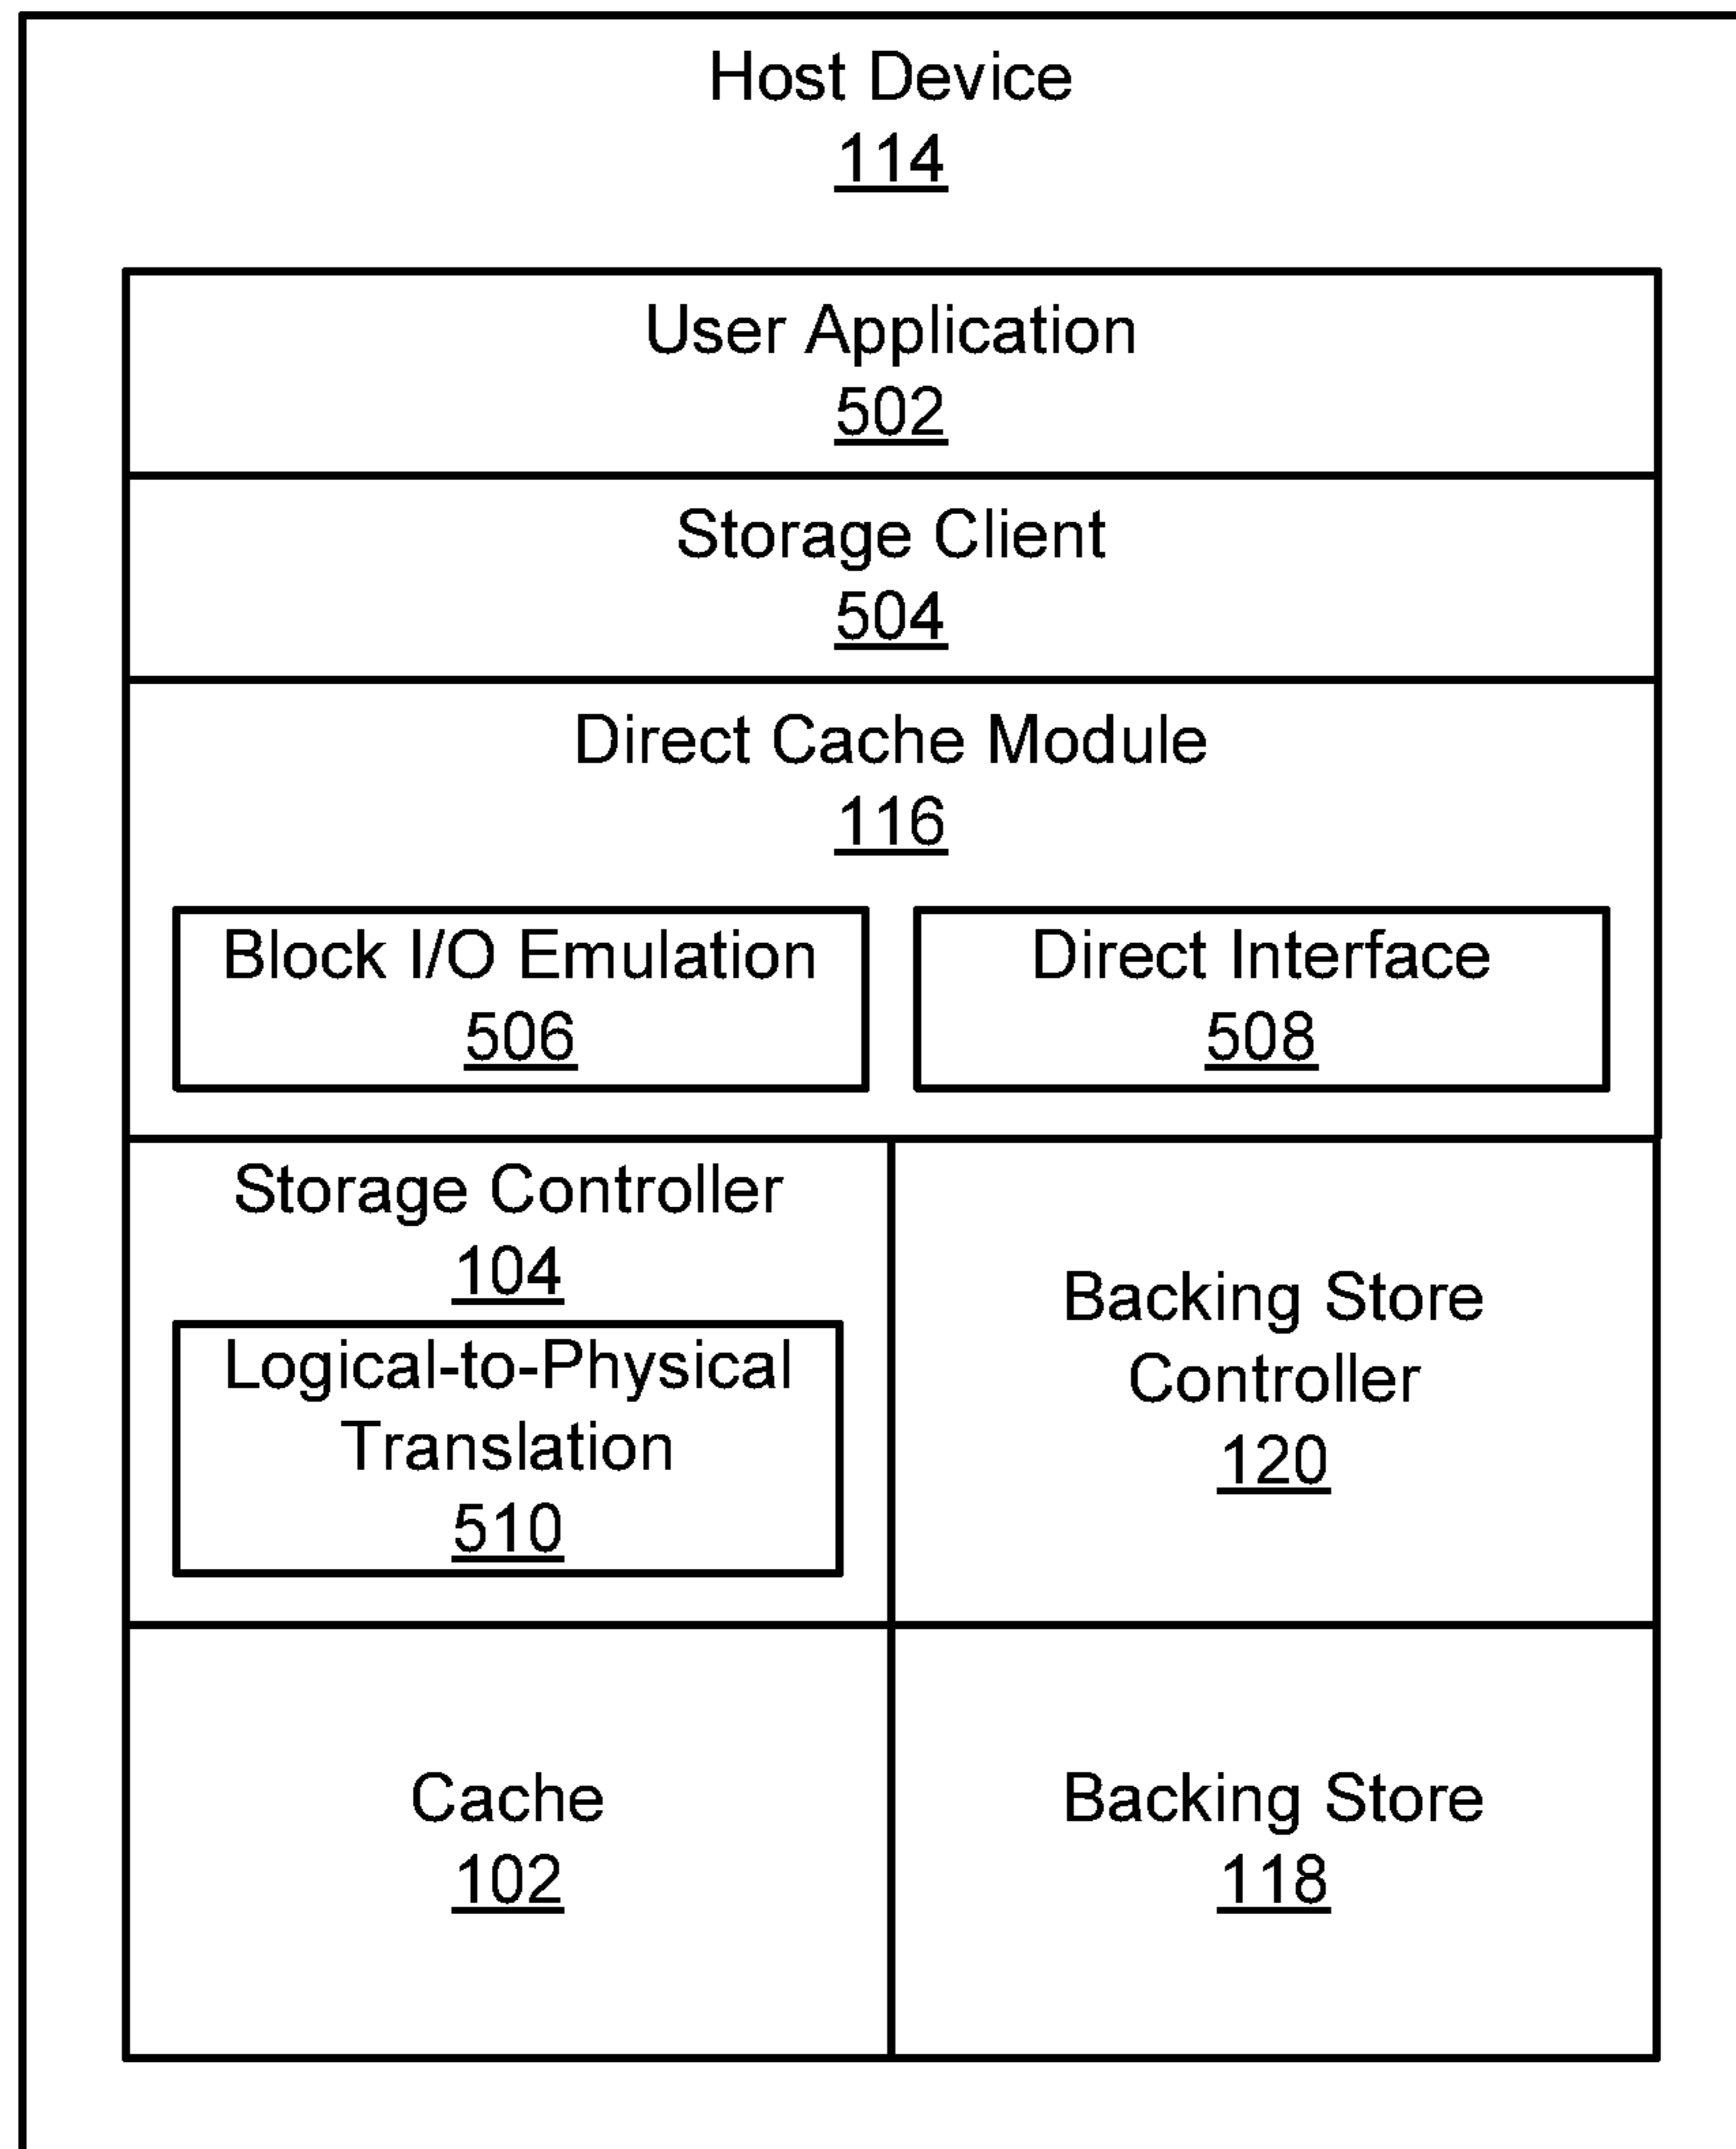 Host Device
114
User Application
502
Storage Client
504
Direct Cache Module
116
Block I/O Emulation
506
Direct Interface
508
Storage Controller
104
Logical-to-Physical
Translation
510
Backing Store
Controller
120
Cache
102
Backing Store
118